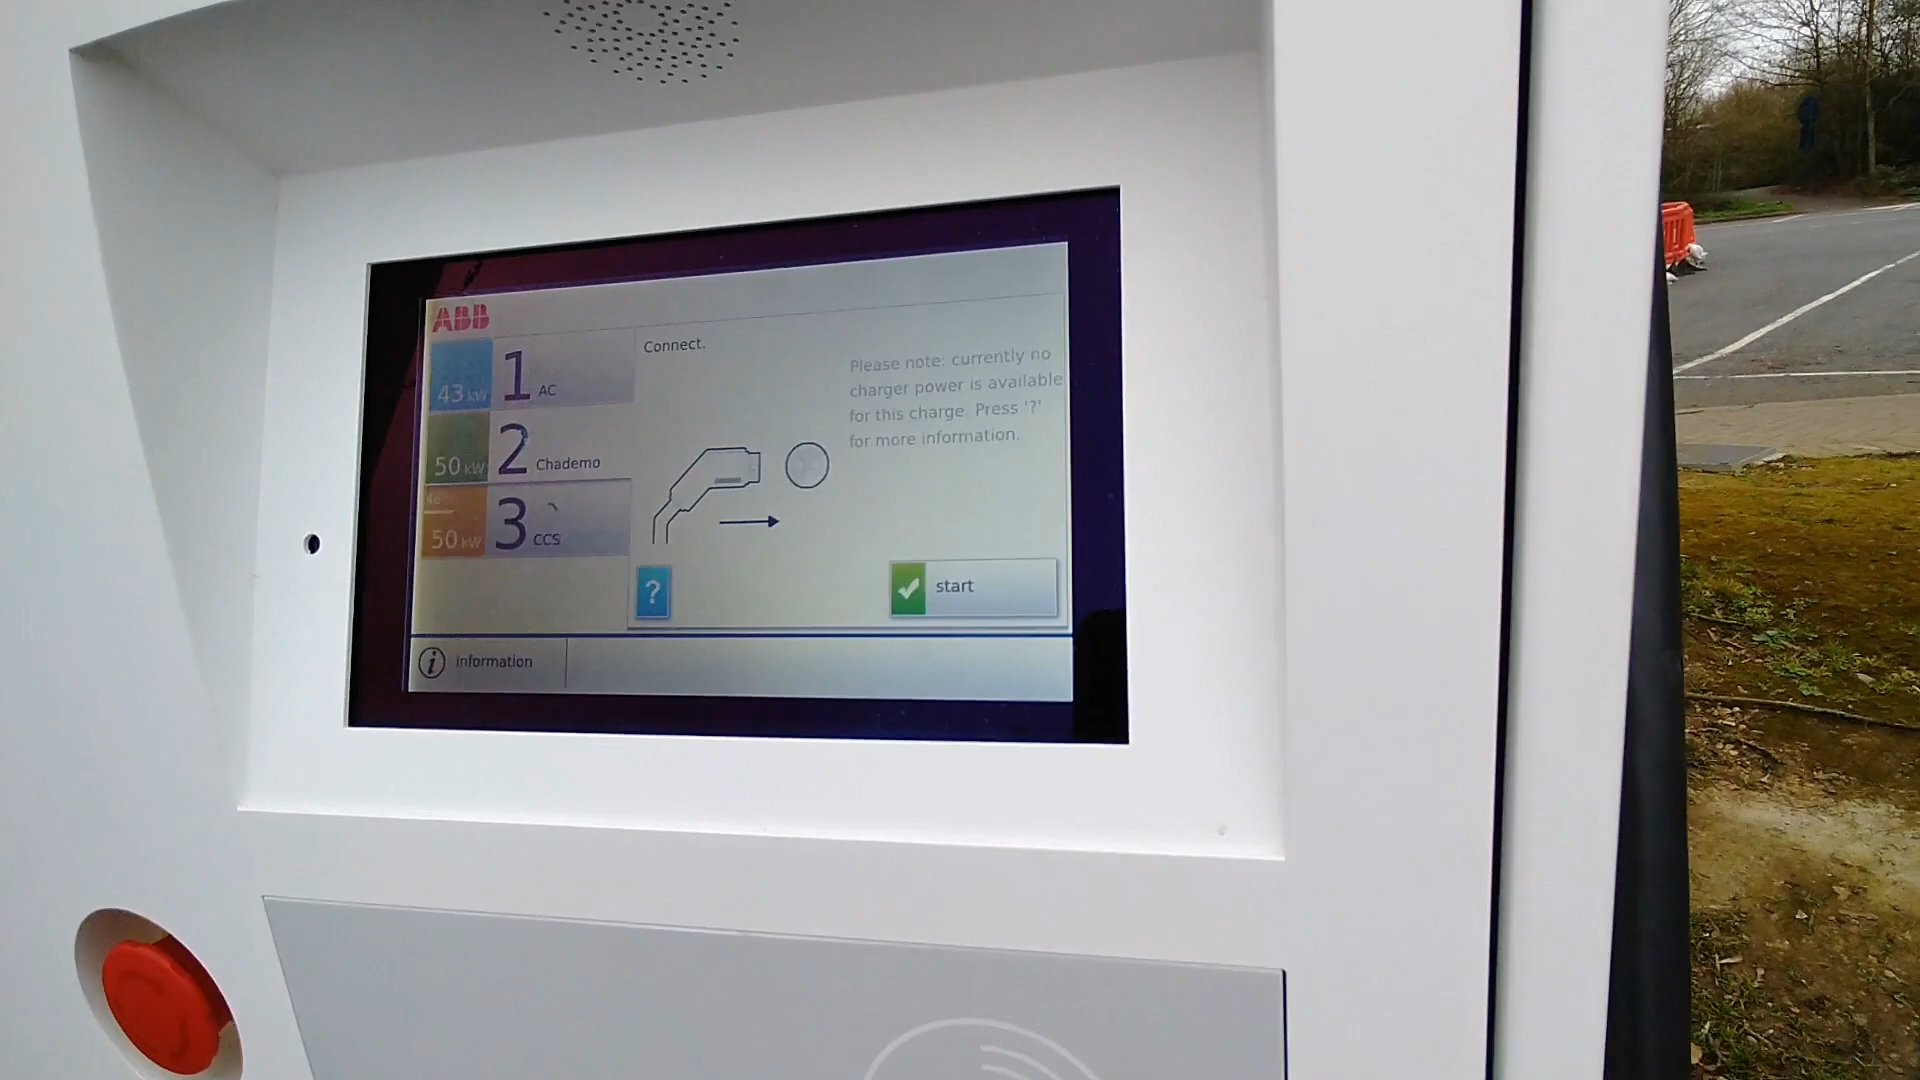 ABB
43 kW 1 AC
50 kW 2 Chademo
50 kW 3 CCS
Connect.
Please note: currently no
charger power is available
for this charge. Press '?'
for more information.
?
start
i information